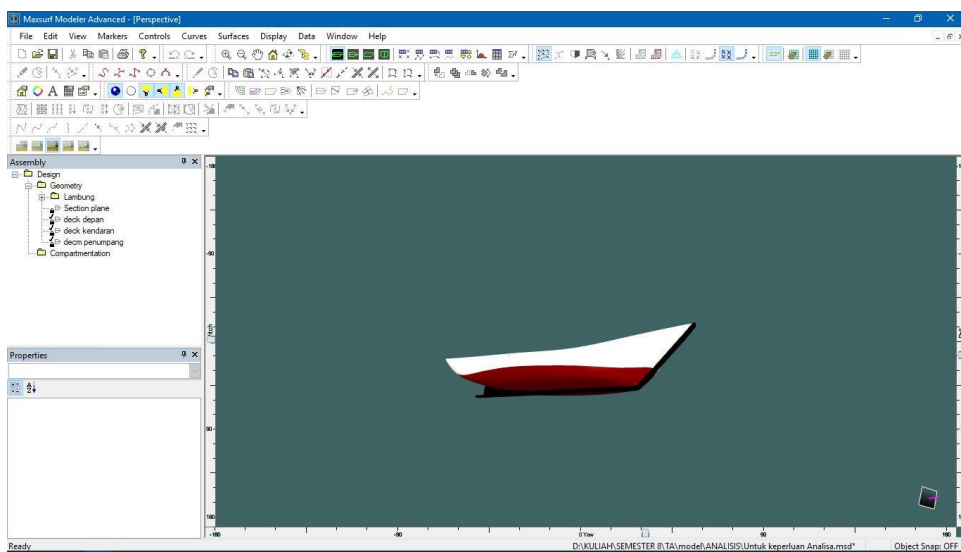 Maxsurf Modeler Advanced - [Perspective]
File Edit View Markers Controls Curves Surfaces Display Data Window Help
Assembly
Design
Geometry
Lambung
Section plane
deck depan
deck kendaran
decm penumpang
Compartmentation
Properties
-90
90
180
-180 -90 0 Yaw 90 180
Ready D:\KULIAH\SEMESTER 8\TA\model\ANALISIS\Untuk keperluan Analisa.msd* Object Snap: OFF